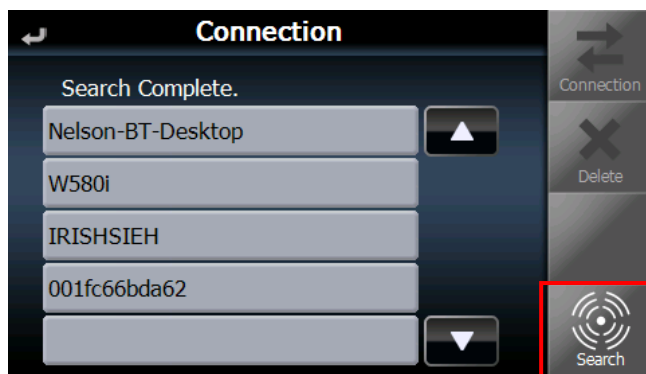 Connection
Search Complete.
Nelson-BT-Desktop
W580i
IRISHSIEH
001fc66bda62
Connection
Delete
Search